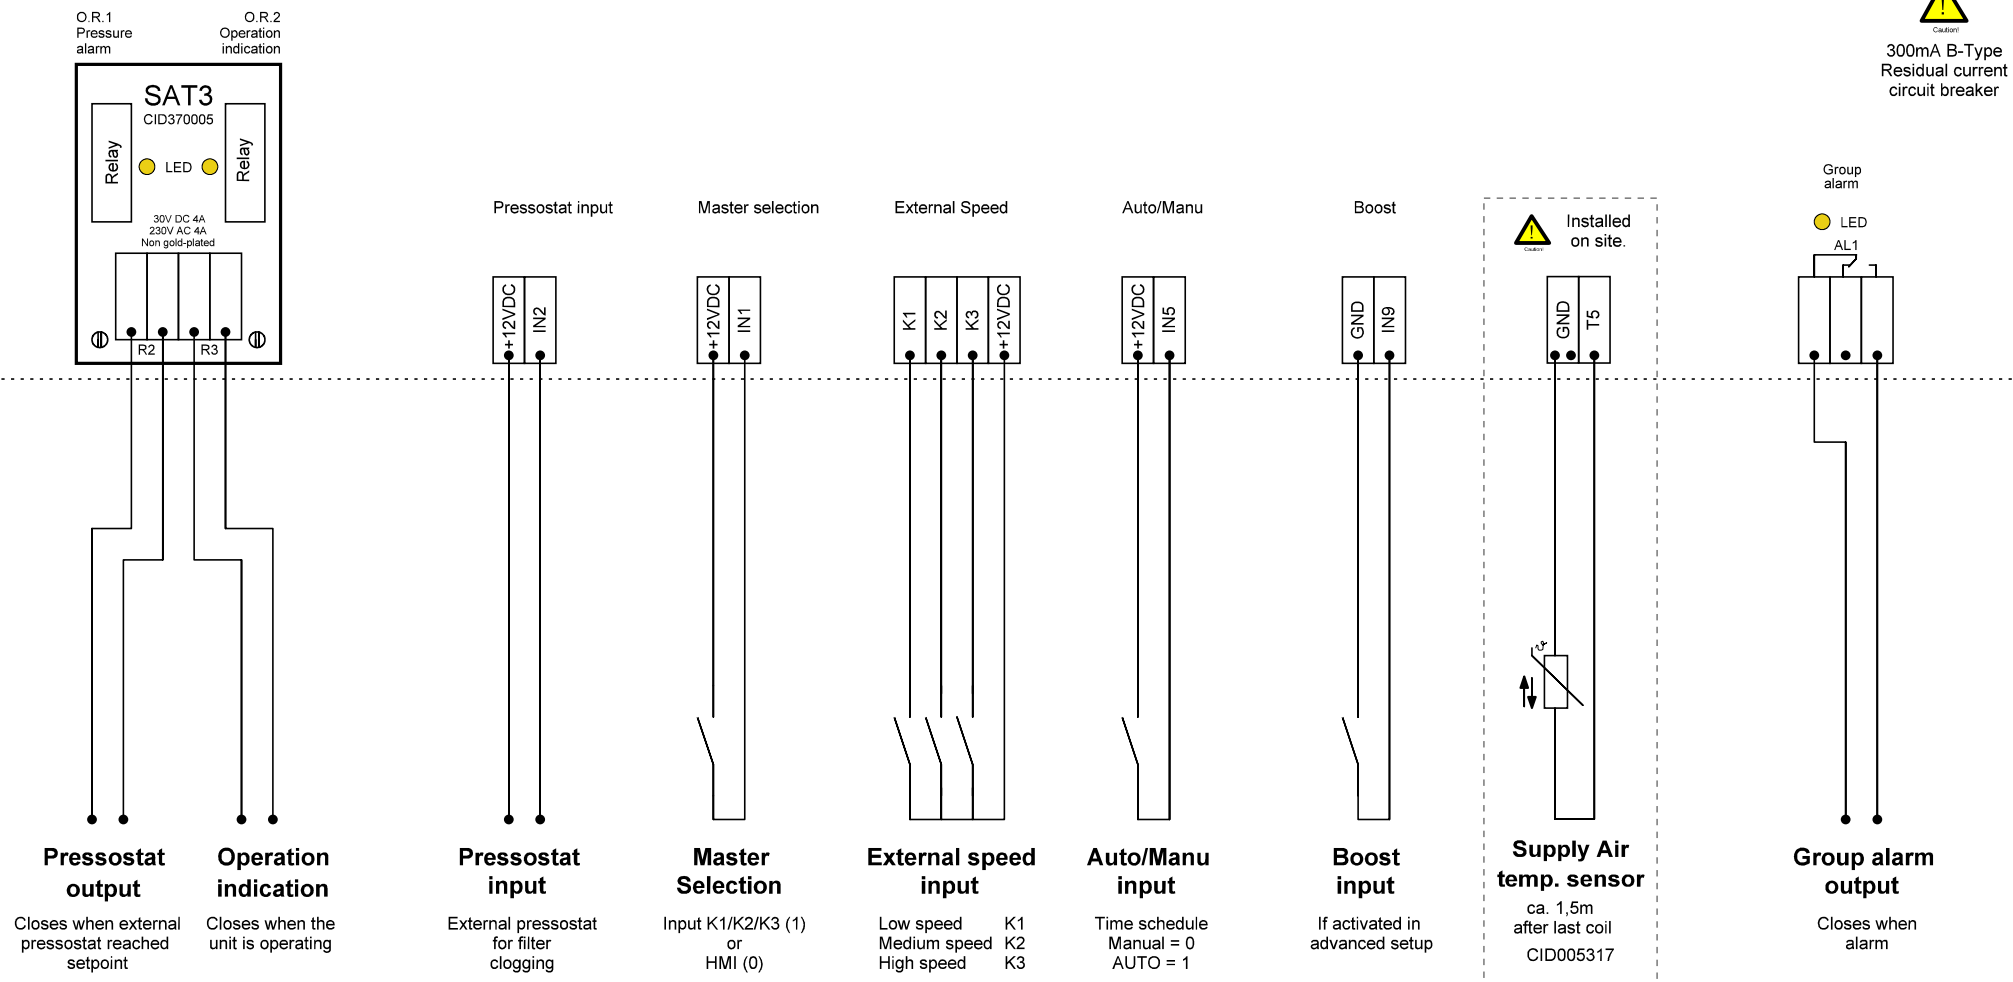 O.R.1
Pressure
alarm
O.R.2
Operation
indication
SAT3
CID370005
Relay
LED
Relay
30V DC 4A
230V AC 4A
Non gold-plated
R2
R3
Pressostat input
+12VDC
IN2
Master selection
+12VDC
IN1
External Speed
K1
K2
K3
+12VDC
Auto/Manu
+12VDC
IN5
Boost
GND
IN9
!
Caution!
Installed
on site.
GND
T5
!
Caution!
300mA B-Type
Residual current
circuit breaker
Group
alarm
LED
AL1
ϑ
Pressostat
output
Closes when external
pressostat reached
setpoint
Operation
indication
Closes when the
unit is operating
Pressostat
input
External pressostat
for filter
clogging
Master
Selection
Input K1/K2/K3 (1)
or
HMI (0)
External speed
input
Low speed K1
Medium speed K2
High speed K3
Auto/Manu
input
Time schedule
Manual = 0
AUTO = 1
Boost
input
If activated in
advanced setup
Supply Air
temp. sensor
ca. 1,5m
after last coil
CID005317
Group alarm
output
Closes when
alarm